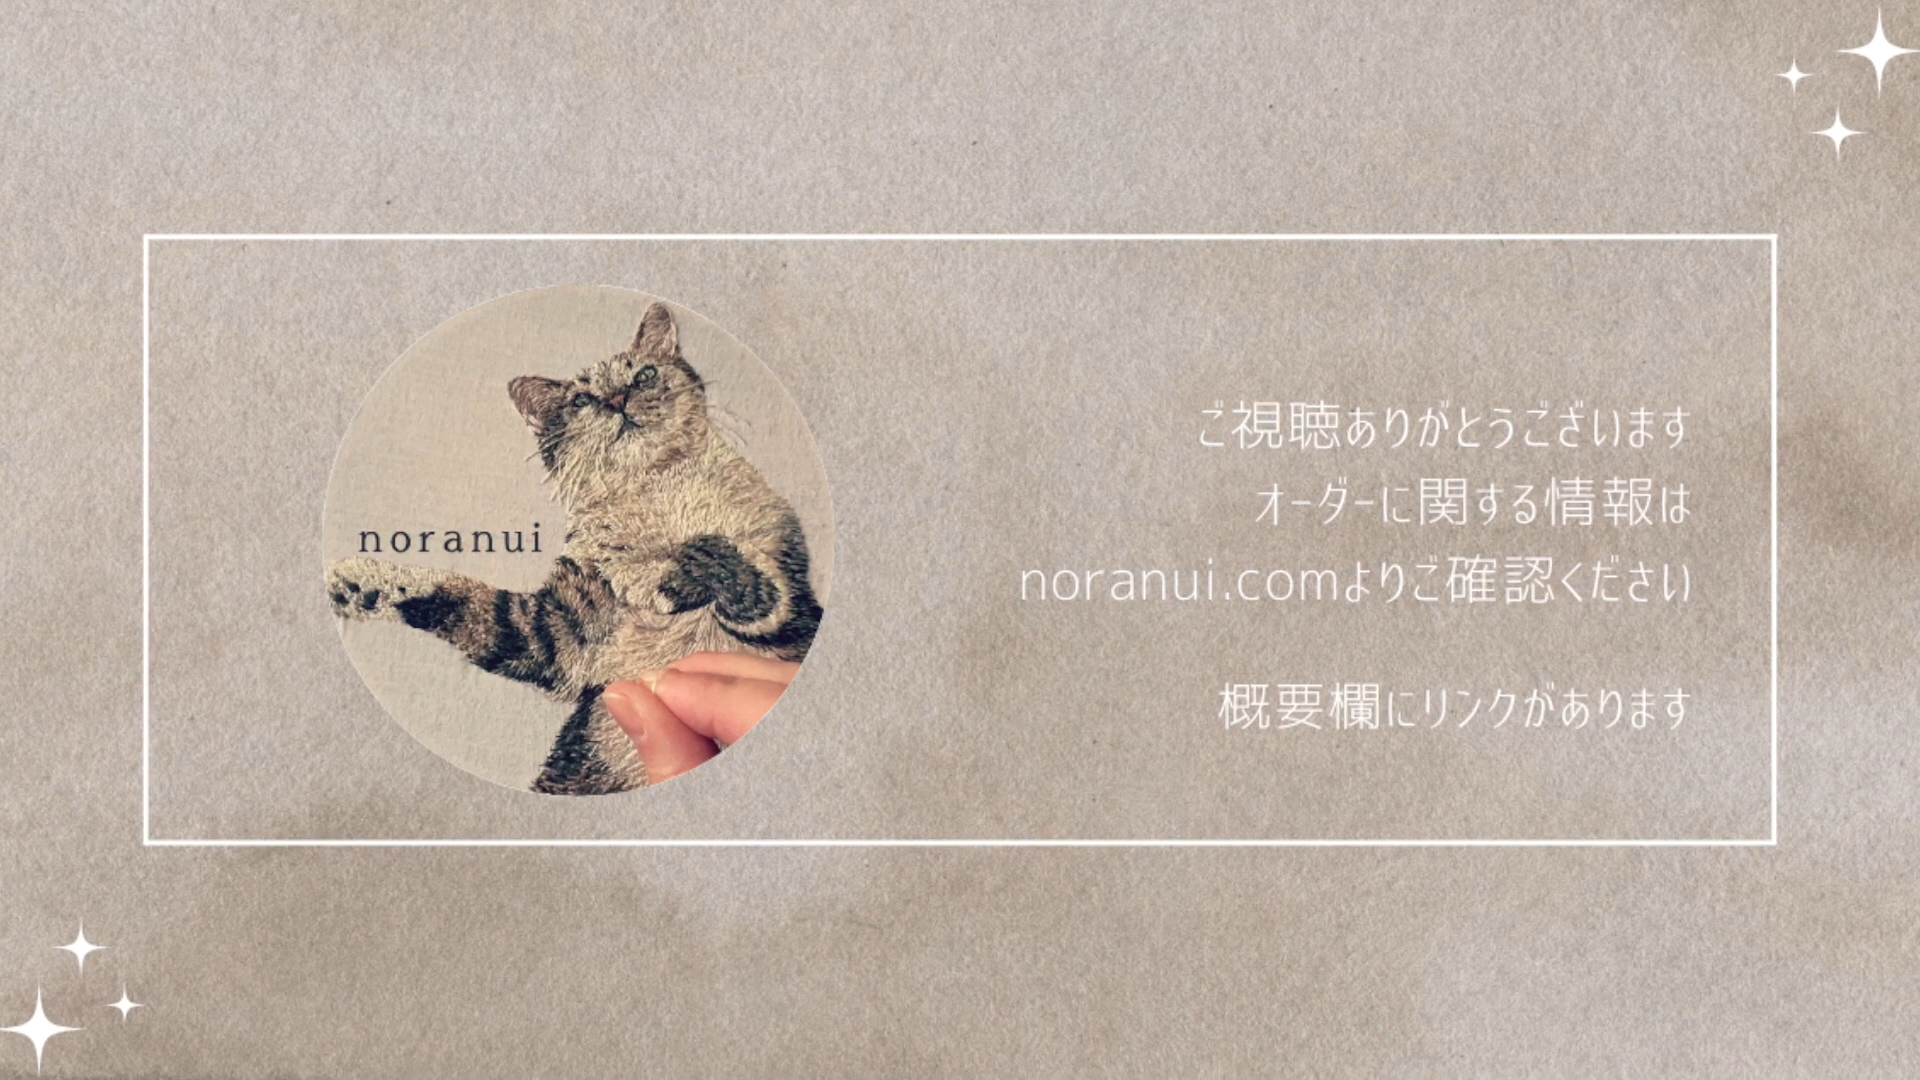 noranui
ご視聴ありがとうございます
オーダーに関する情報は
noranui.comよりご確認ください
概要欄にリンクがあります